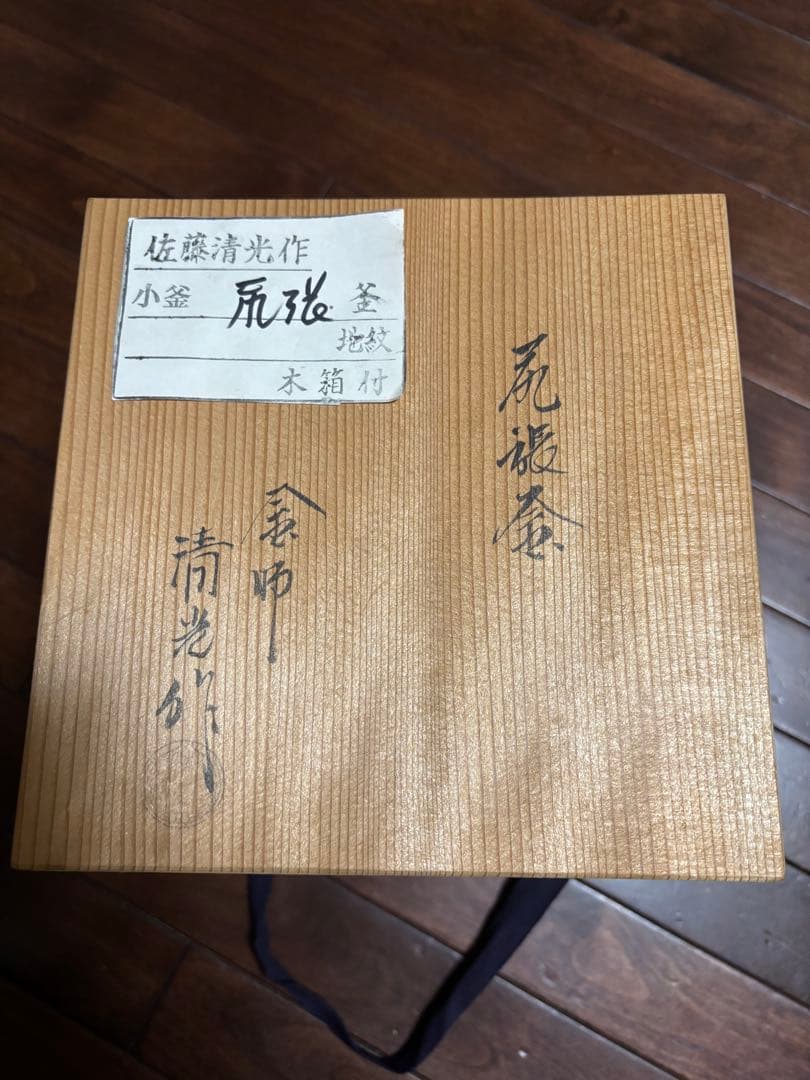 佐藤清光作
小釜 尻張 釜
地紋
木箱付
尻張釜
釜師
清光作